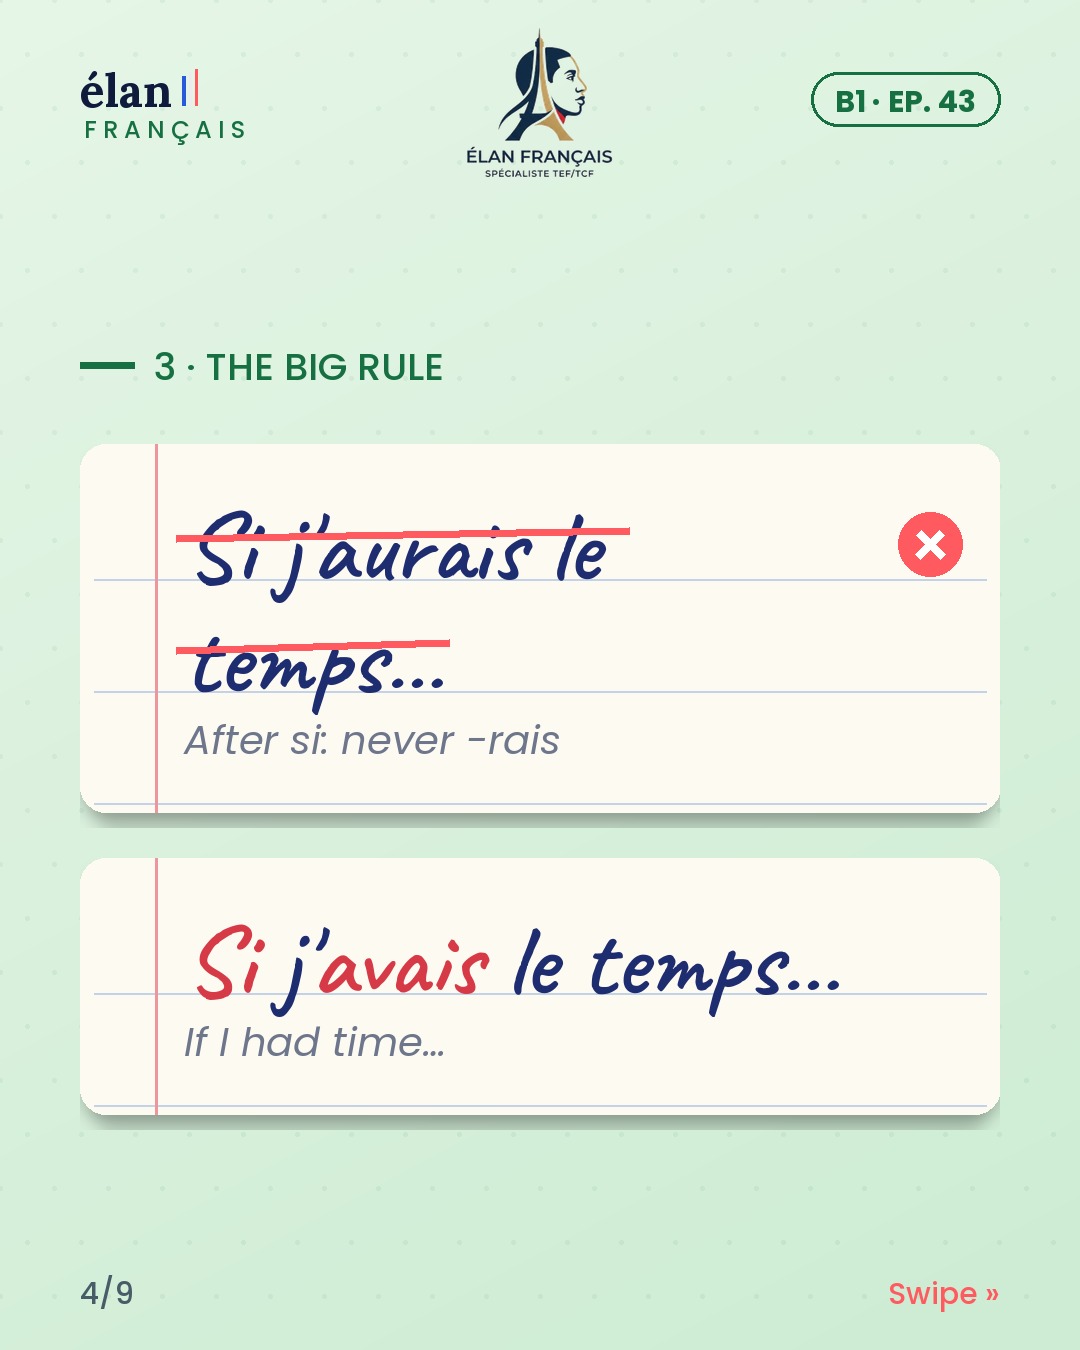 élan
FRANÇAIS
ÉLAN FRANÇAIS
SPÉCIALISTE TEF/TCF
B1 · EP. 43
3 · THE BIG RULE
Si j'aurais le
temps...
After si: never -rais
Si j'avais le temps...
If I had time...
4/9
Swipe »